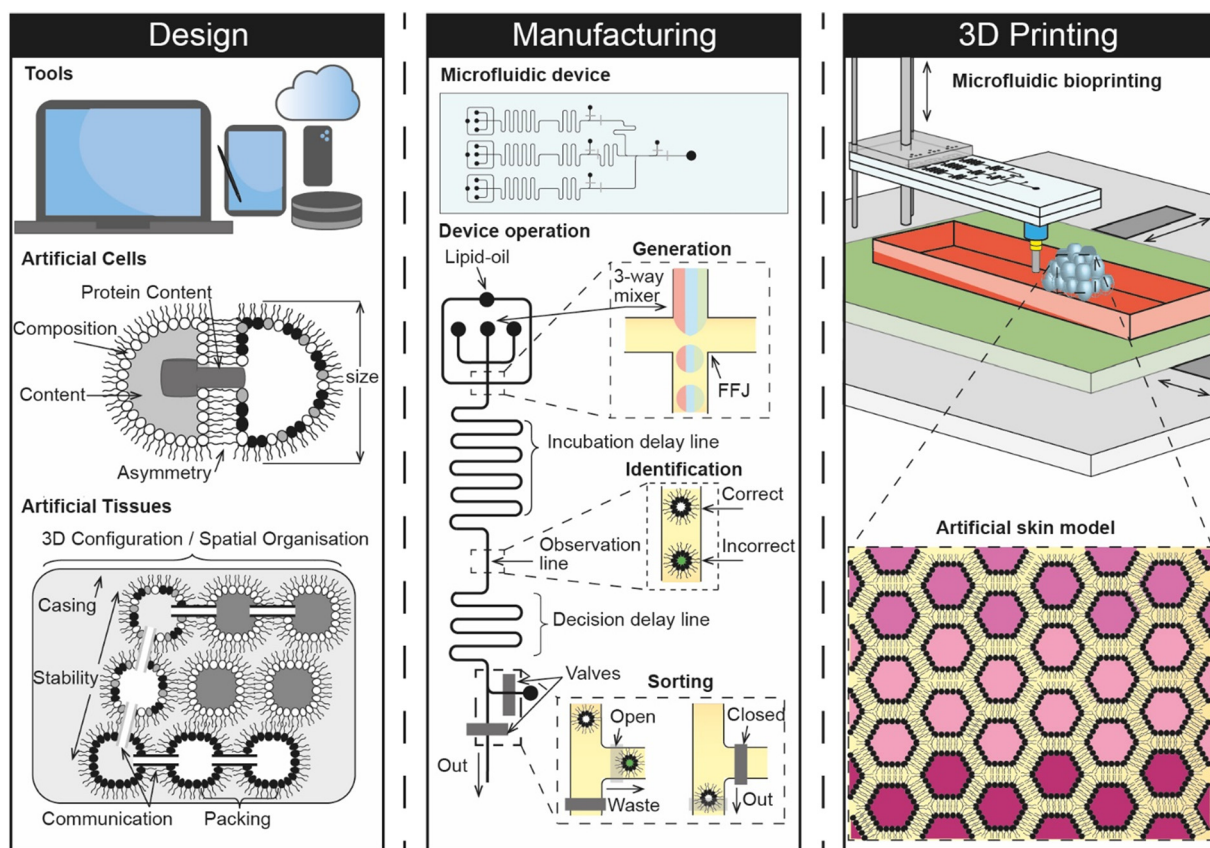 Design
Tools
Artificial Cells
Protein Content
Composition
Content
size
Asymmetry
Artificial Tissues
3D Configuration / Spatial Organisation
Casing
Stability
Communication
Packing
Manufacturing
Microfluidic device
Device operation
Lipid-oil
Generation
3-way
mixer
FFJ
Incubation delay line
Identification
Correct
Observation
line
Incorrect
Decision delay line
Valves
Sorting
Open
Closed
Out
Waste
Out
3D Printing
Microfluidic bioprinting
Artificial skin model